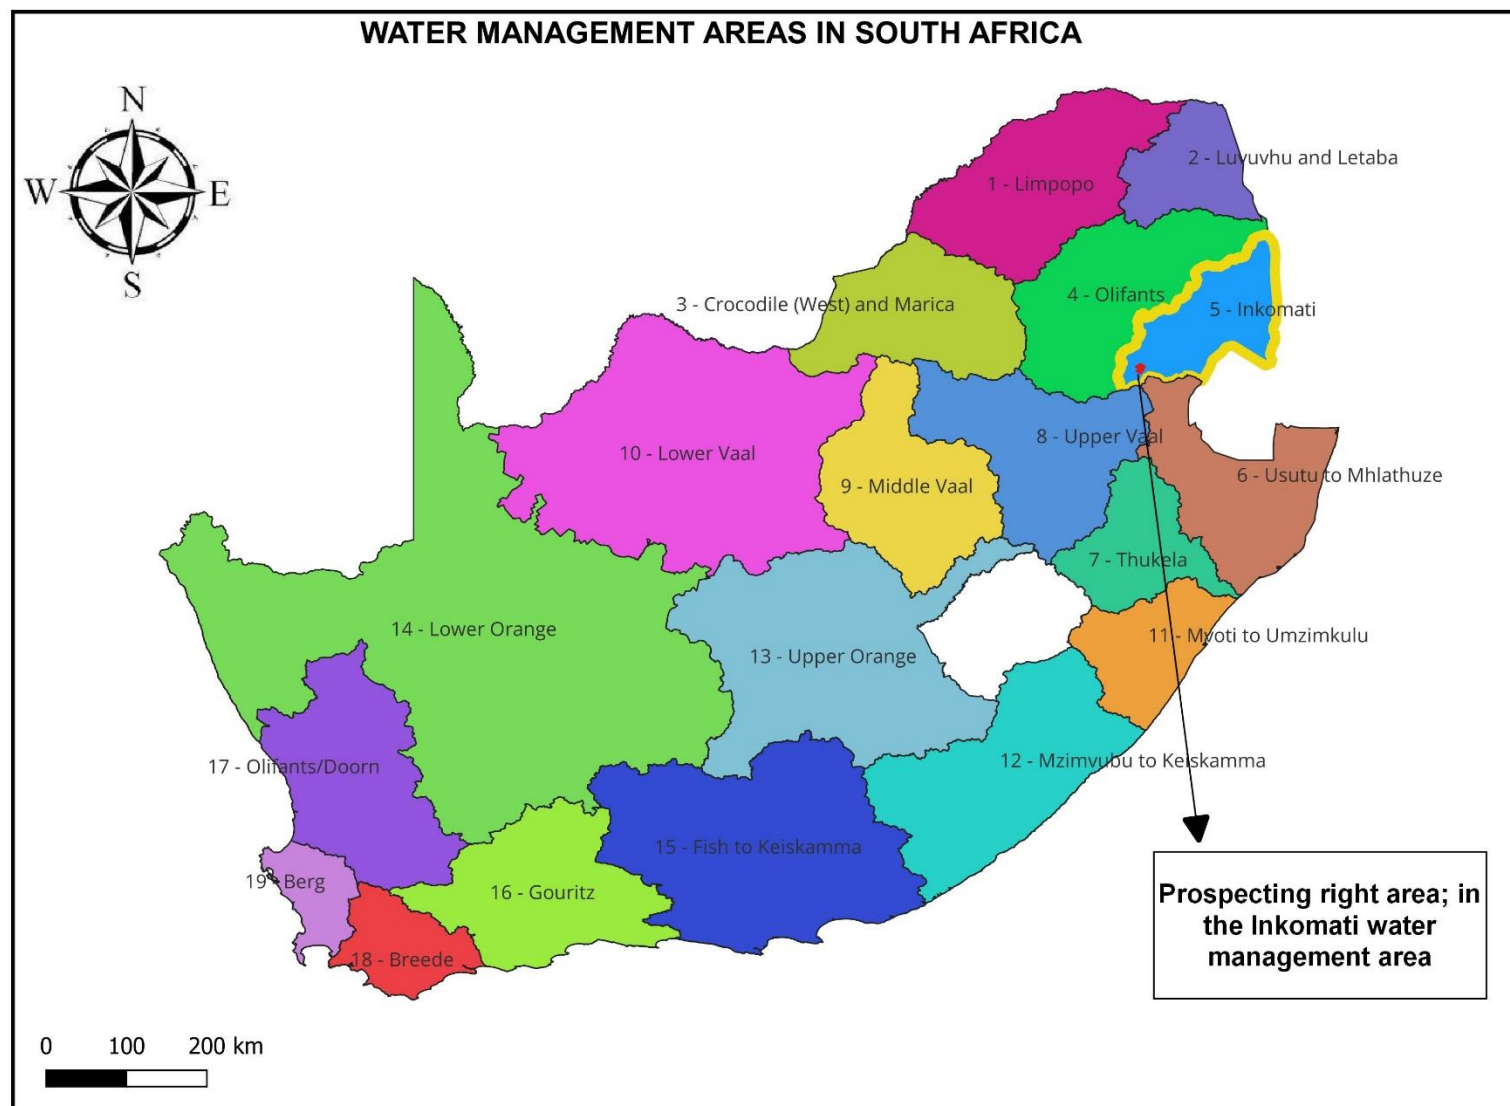 WATER MANAGEMENT AREAS IN SOUTH AFRICA
N
W E
S
2 - Luvuvhu and Letaba
1 - Limpopo
4 - Olifants
3 - Crocodile (West) and Marica
5 - Inkomati
8 - Upper Vaal
10 - Lower Vaal
6 - Usutu to Mhlathuze
9 - Middle Vaal
7 - Thukela
14 - Lower Orange
11 - Mvoti to Umzimkulu
13 - Upper Orange
12 - Mzimvubu to Keiskamma
17 - Olifants/Doorn
15 - Fish to Keiskamma
19 - Berg
16 - Gouritz
18 - Breede
Prospecting right area; in
the Inkomati water
management area
0 100 200 km